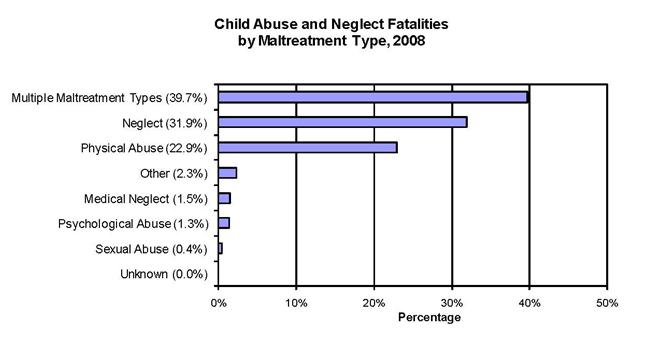 Child Abuse and Neglect Fatalities
by Maltreatment Type, 2008
Multiple Maltreatment Types (39.7%)
Neglect (31.9%)
Physical Abuse (22.9%)
Other (2.3%)
Medical Neglect (1.5%)
Psychological Abuse (1.3%)
Sexual Abuse (0.4%)
Unknown (0.0%)
0% 10% 20% 30% 40% 50%
Percentage